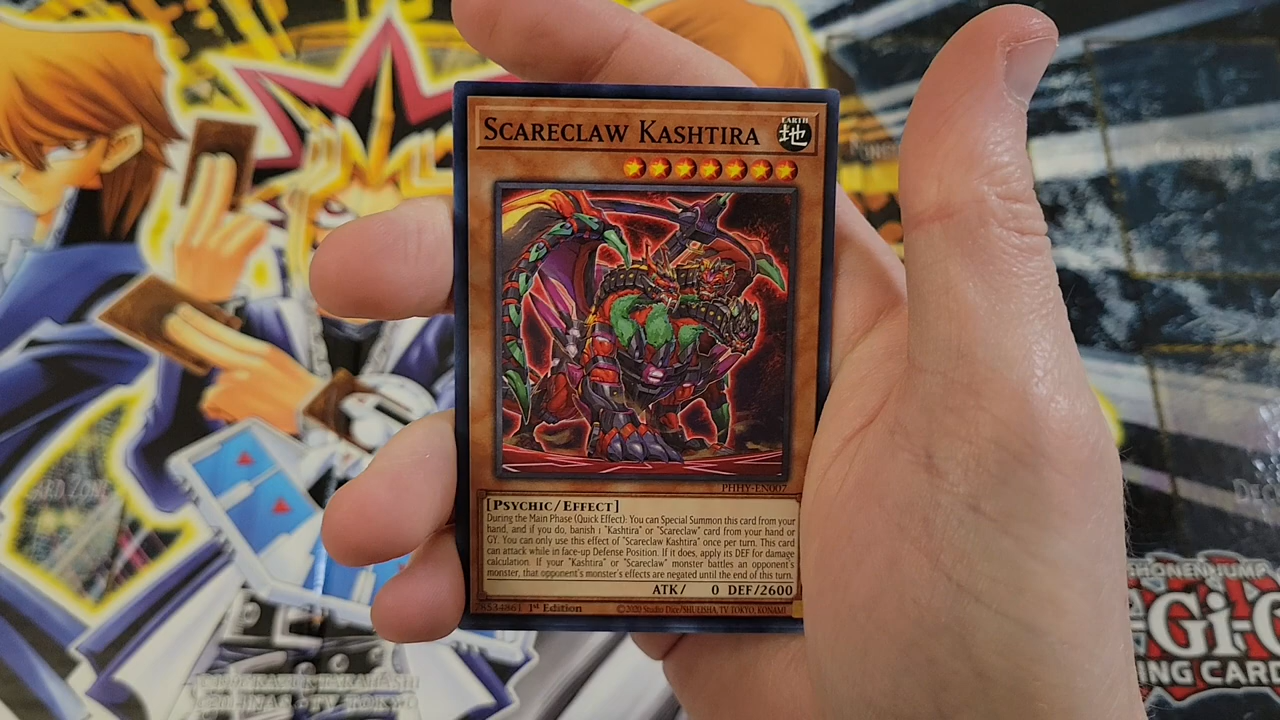 SCARECLAW KASHTIRA
EARTH
地
PHHY-EN007
[PSYCHIC/EFFECT]
During the Main Phase (Quick Effect): You can Special Summon this card from your
hand, and if you do, banish 1 "Kashtira" or "Scareclaw" card from your hand or
GY. You can only use this effect of "Scareclaw Kashtira" once per turn. This card
can attack while in face-up Defense Position. If it does, apply its DEF for damage
calculation. If your "Kashtira" or "Scareclaw" monster battles an opponent's
monster, that opponent's monster's effects are negated until the end of this turn.
ATK/ 0 DEF/2600
78534861 1st Edition ©2020 Studio Dice/SHUEISHA, TV TOKYO, KONAMI
CARD ZONE
SHONEN JUMP
Gi-
ING CARD